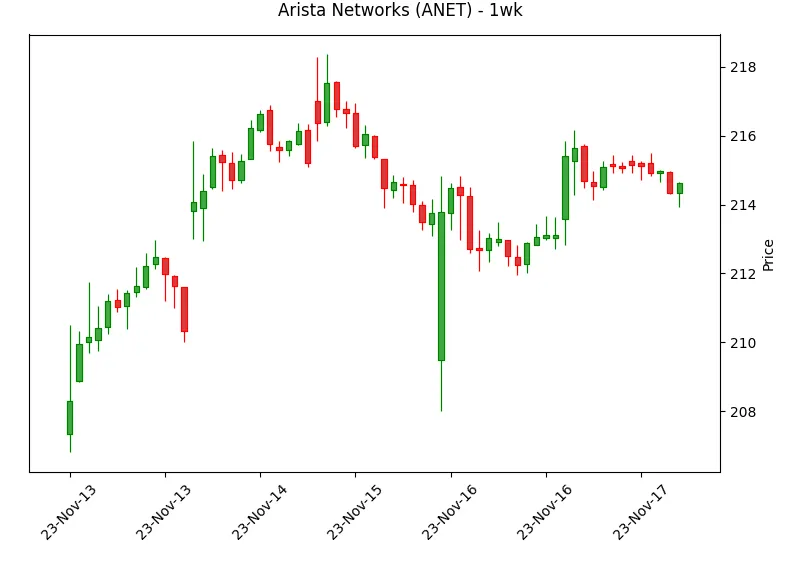 Arista Networks (ANET) - 1wk
218
216
214
212
210
208
Price
23-Nov-13
23-Nov-13
23-Nov-14
23-Nov-15
23-Nov-16
23-Nov-16
23-Nov-17